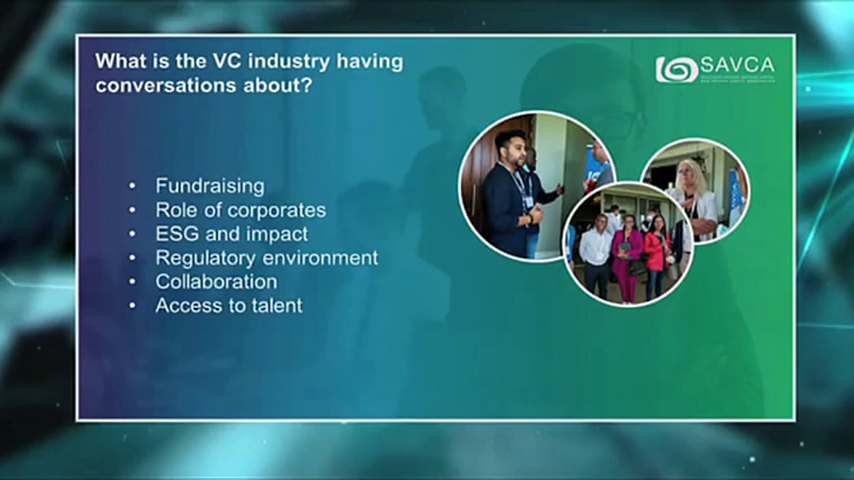 What is the VC industry having
conversations about?
SAVCA
• Fundraising
• Role of corporates
• ESG and impact
• Regulatory environment
• Collaboration
• Access to talent